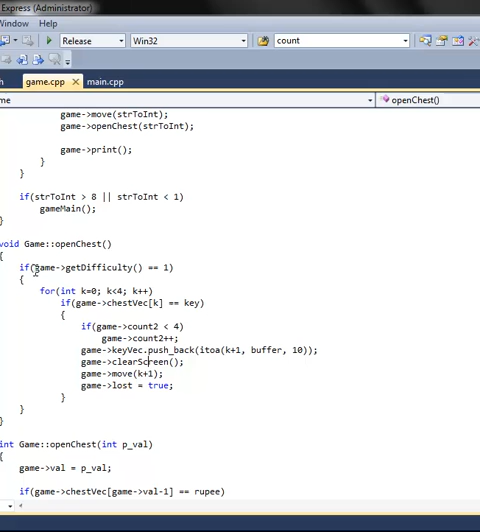 Express (Administrator)
Window Help
Release Win32 count
h game.cpp X main.cpp
me openChest()
game->move(strToInt);
game->openChest(strToInt);
game->print();
}
}
if(strToInt > 8 || strToInt < 1)
gameMain();
}
void Game::openChest()
{
if(game->getDifficulty() == 1)
{
for(int k=0; k<4; k++)
if(game->chestVec[k] == key)
{
if(game->count2 < 4)
game->count2++;
game->keyVec.push_back(itoa(k+1, buffer, 10));
game->clearScreen();
game->move(k+1);
game->lost = true;
}
}
}
int Game::openChest(int p_val)
{
game->val = p_val;
if(game->chestVec[game->val-1] == rupee)